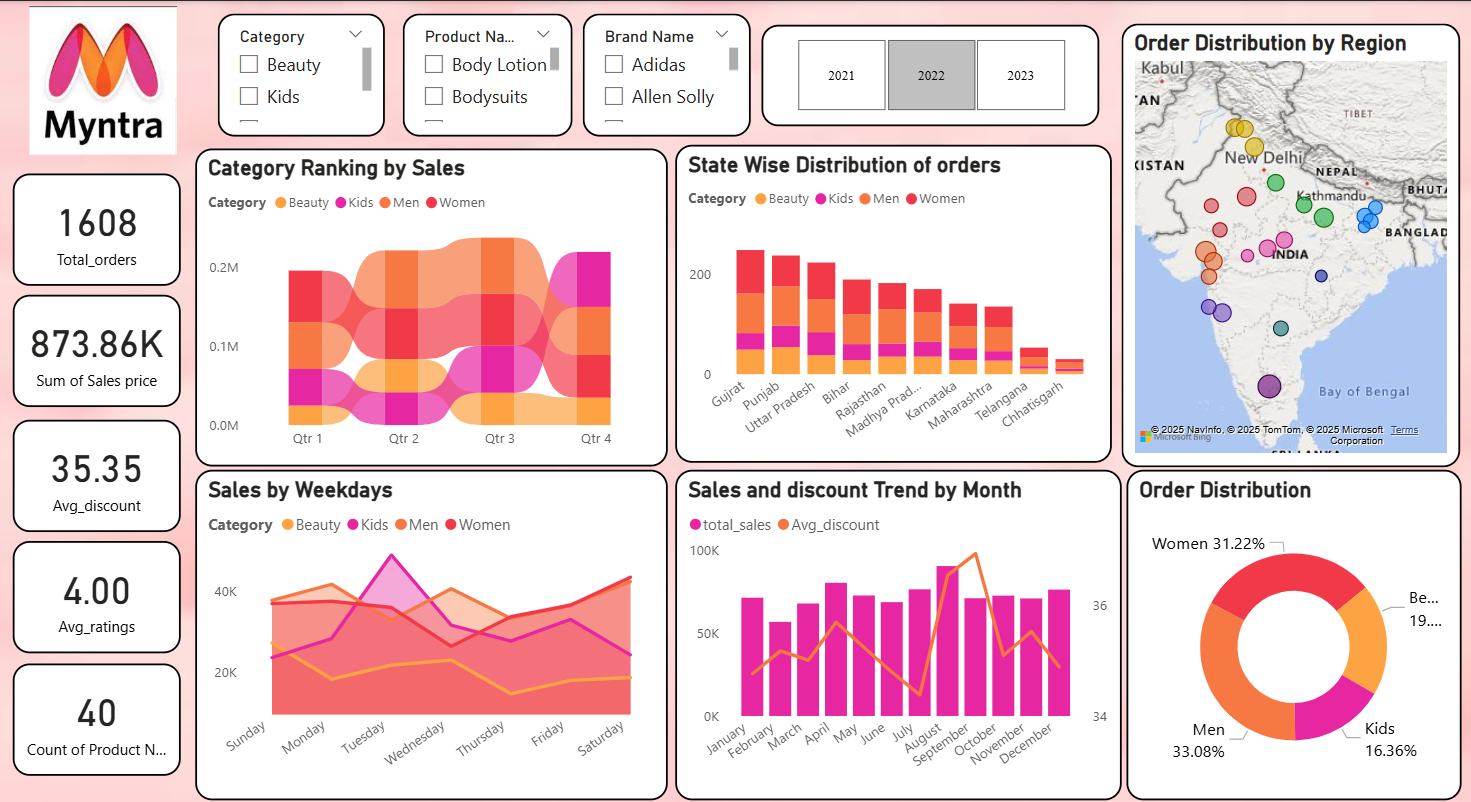 Myntra
Category
Beauty
Kids
Product Na...
Body Lotion
Bodysuits
Brand Name
Adidas
Allen Solly
2021
2022
2023
1608
Total_orders
873.86K
Sum of Sales price
35.35
Avg_discount
4.00
Avg_ratings
40
Count of Product N...
Category Ranking by Sales
Category Beauty Kids Men Women
0.2M
0.1M
0.0M
Qtr 1 Qtr 2 Qtr 3 Qtr 4
State Wise Distribution of orders
Category Beauty Kids Men Women
200
0
Gujrat
Punjab
Uttar Pradesh
Bihar
Rajasthan
Madhya Prad...
Karnataka
Maharashtra
Telangana
Chhatisgarh
Order Distribution by Region
Kabul
TAN
TIBET
KISTAN
New Delhi
NEPAL
Kathmandu
BHUTA
BANGLAD
INDIA
Bay of Bengal
© 2025 NavInfo, © 2025 TomTom, © 2025 Microsoft Terms
Corporation
Microsoft Bing
SRI LANKA
Sales by Weekdays
Category Beauty Kids Men Women
40K
20K
Sunday
Monday
Tuesday
Wednesday
Thursday
Friday
Saturday
Sales and discount Trend by Month
total_sales Avg_discount
100K
50K
0K
36
34
January
February
March
April
May
June
July
August
September
October
November
December
Order Distribution
Women 31.22%
Be...
19....
Kids
16.36%
Men
33.08%